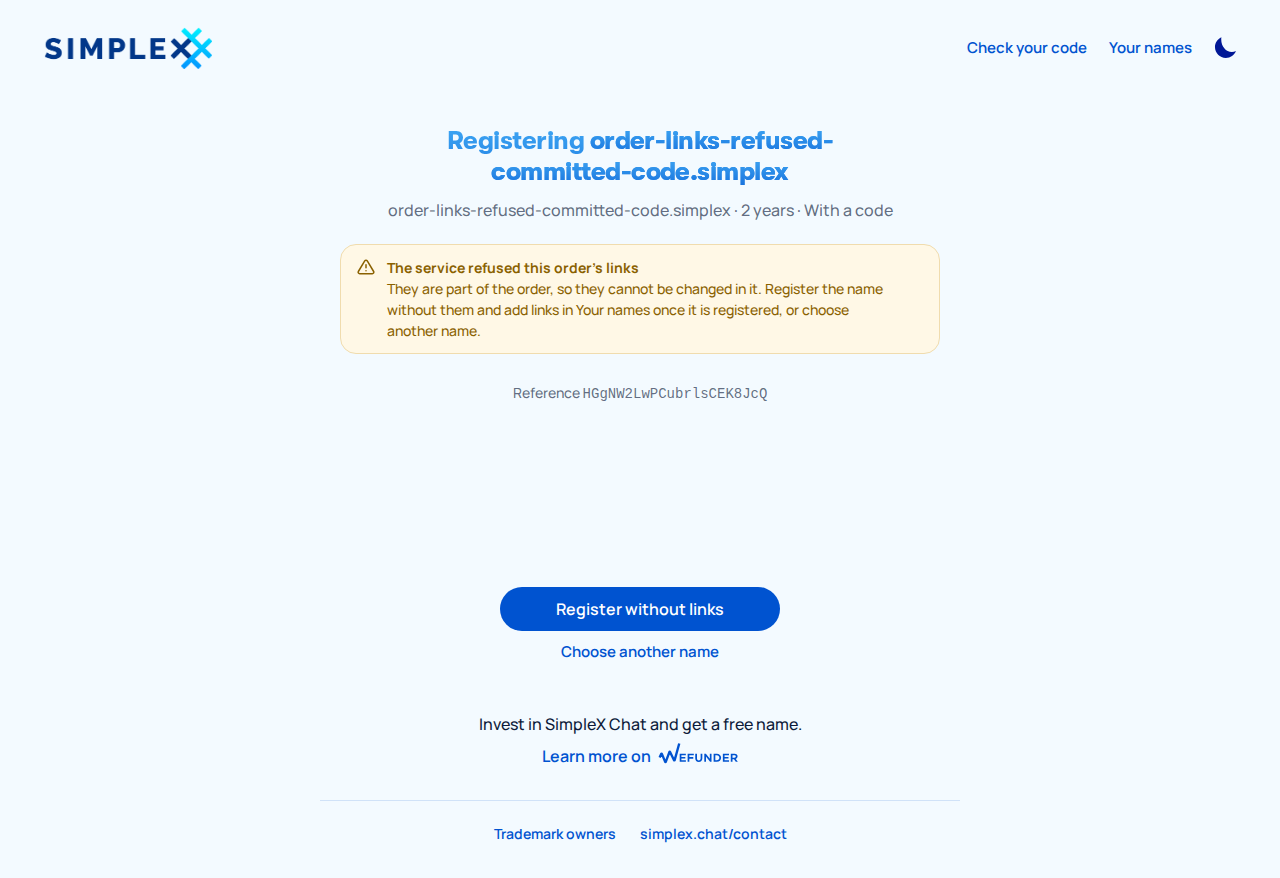 SIMPLEX
Check your code
Your names
Registering order-links-refused-
committed-code.simplex
order-links-refused-committed-code.simplex · 2 years · With a code
The service refused this order's links
They are part of the order, so they cannot be changed in it. Register the name
without them and add links in Your names once it is registered, or choose
another name.
Reference HGgNW2LwPCubrlsCEK8JcQ
Register without links
Choose another name
Invest in SimpleX Chat and get a free name.
Learn more on WEFUNDER
Trademark owners
simplex.chat/contact